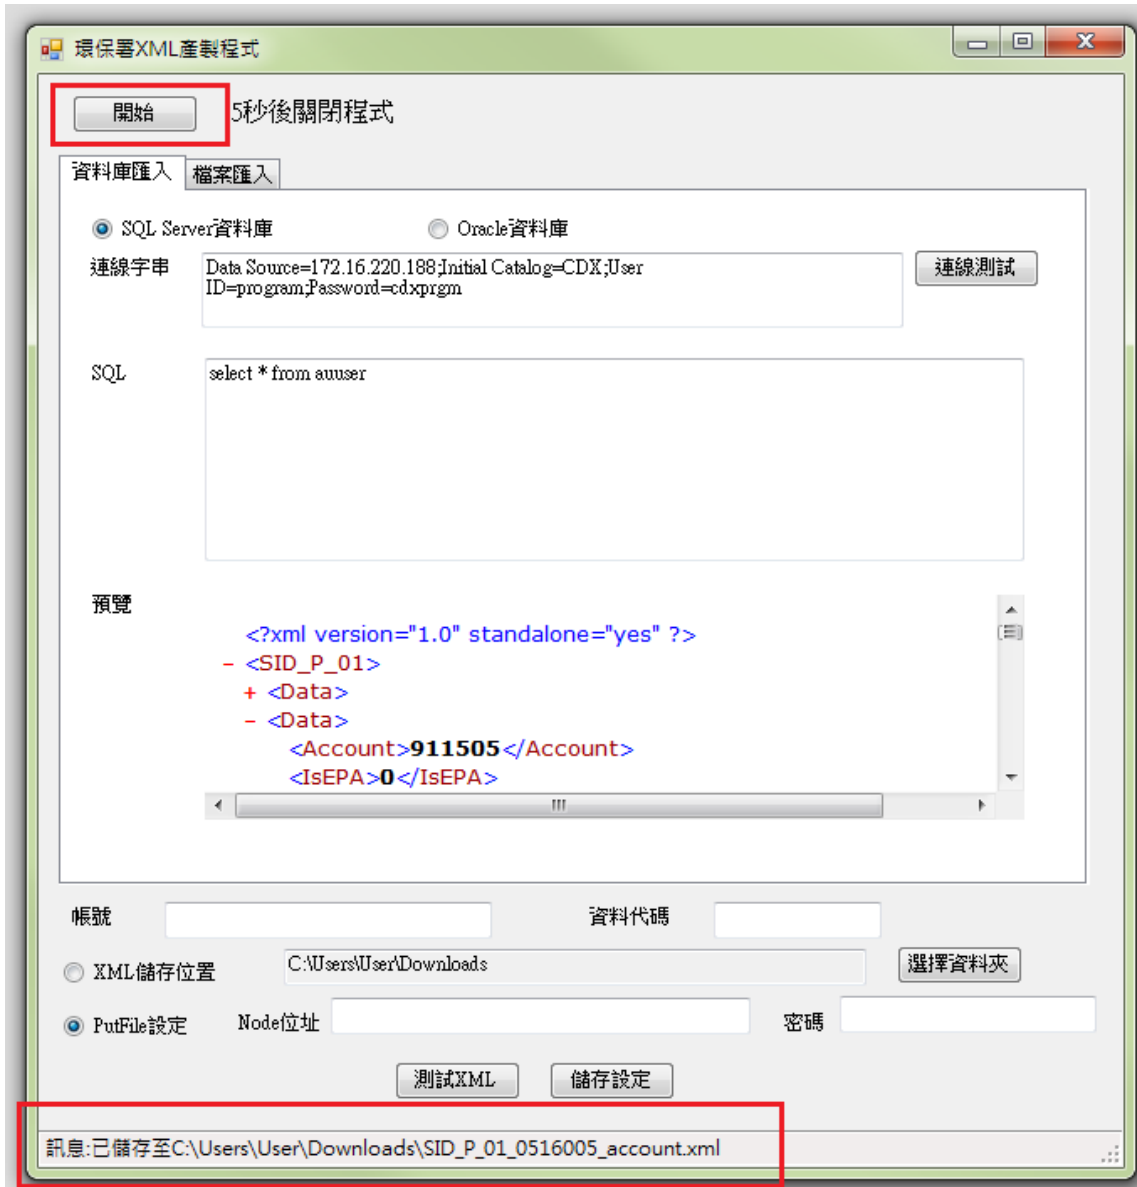 環保署XML產製程式
開始 5秒後關閉程式
資料庫匯入 檔案匯入
SQL Server資料庫 Oracle資料庫
連線字串 Data Source=172.16.220.188;Initial Catalog=CDX;User
ID=program;Password=cdxprgm 連線測試
SQL select * from auuser
預覽
<?xml version="1.0" standalone="yes" ?>
- <SID_P_01>
+ <Data>
- <Data>
<Account>911505</Account>
<IsEPA>0</IsEPA>
帳號 資料代碼
XML儲存位置 C:\Users\User\Downloads 選擇資料夾
PutFile設定 Node位址 密碼
測試XML 儲存設定
訊息:已儲存至C:\Users\User\Downloads\SID_P_01_0516005_account.xml